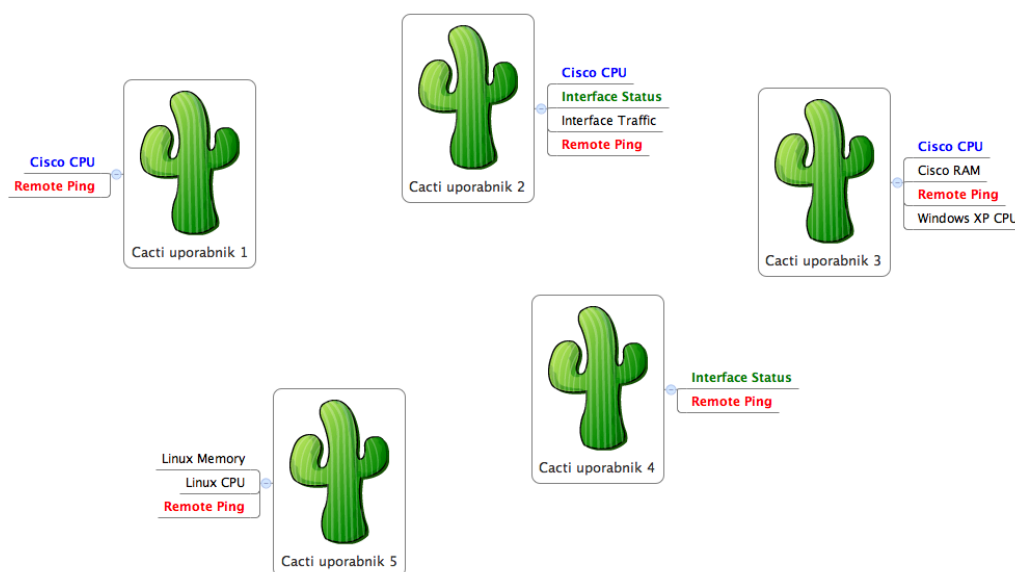 Cisco CPU
Remote Ping
Cacti uporabnik 1
Cisco CPU
Interface Status
Interface Traffic
Remote Ping
Cacti uporabnik 2
Cisco CPU
Cisco RAM
Remote Ping
Windows XP CPU
Cacti uporabnik 3
Interface Status
Remote Ping
Cacti uporabnik 4
Linux Memory
Linux CPU
Remote Ping
Cacti uporabnik 5